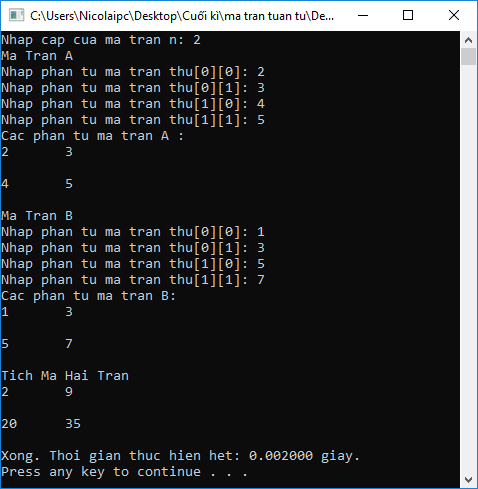 C:\Users\Nicolaipc\Desktop\Cuối kì\ma tran tuan tu\De...
Nhap cap cua ma tran n: 2
Ma Tran A
Nhap phan tu ma tran thu[0][0]: 2
Nhap phan tu ma tran thu[0][1]: 3
Nhap phan tu ma tran thu[1][0]: 4
Nhap phan tu ma tran thu[1][1]: 5
Cac phan tu ma tran A :
2 3
4 5
Ma Tran B
Nhap phan tu ma tran thu[0][0]: 1
Nhap phan tu ma tran thu[0][1]: 3
Nhap phan tu ma tran thu[1][0]: 5
Nhap phan tu ma tran thu[1][1]: 7
Cac phan tu ma tran B:
1 3
5 7
Tich Ma Hai Tran
2 9
20 35
Xong. Thoi gian thuc hien het: 0.002000 giay.
Press any key to continue . . .